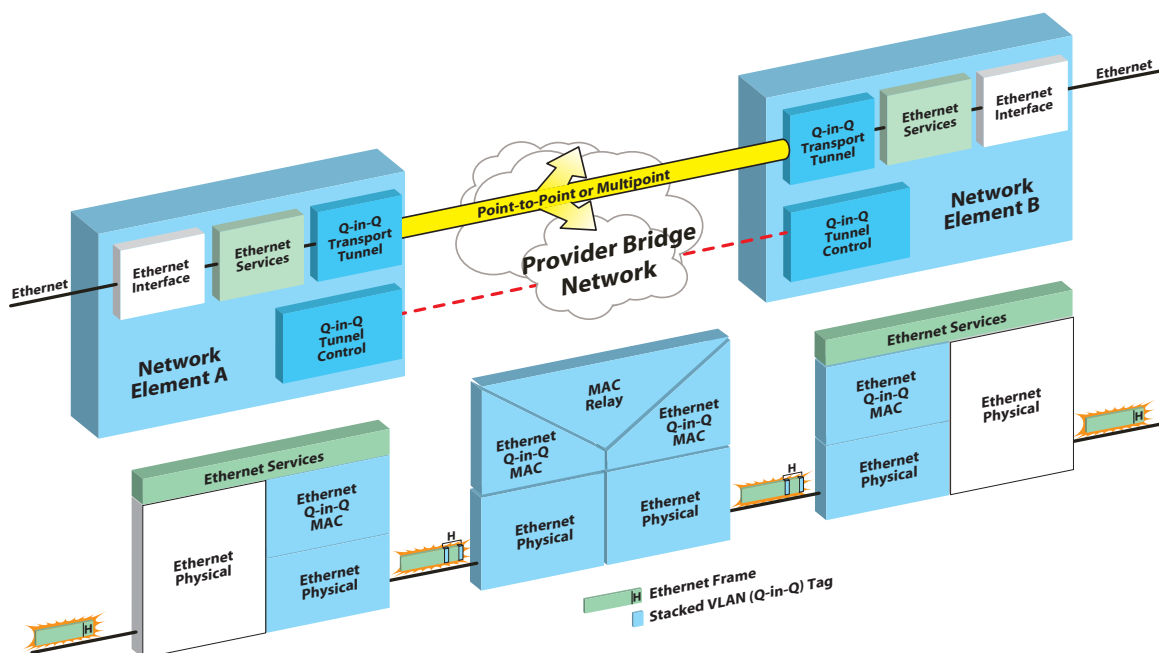 Ethernet
Ethernet
Interface
Ethernet
Services
Q-in-Q
Transport
Tunnel
Q-in-Q
Tunnel
Control
Network
Element A
Point-to-Point or Multipoint
Provider Bridge
Network
Q-in-Q
Transport
Tunnel
Ethernet
Services
Ethernet
Interface
Ethernet
Q-in-Q
Tunnel
Control
Network
Element B
Ethernet Services
Ethernet
Physical
Ethernet
Q-in-Q
MAC
Ethernet
Physical
H
H
MAC
Relay
Ethernet
Q-in-Q
MAC
Ethernet
Q-in-Q
MAC
Ethernet
Physical
Ethernet
Physical
H
Ethernet Services
Ethernet
Q-in-Q
MAC
Ethernet
Physical
Ethernet
Physical
H
H Ethernet Frame
Stacked VLAN (Q-in-Q) Tag